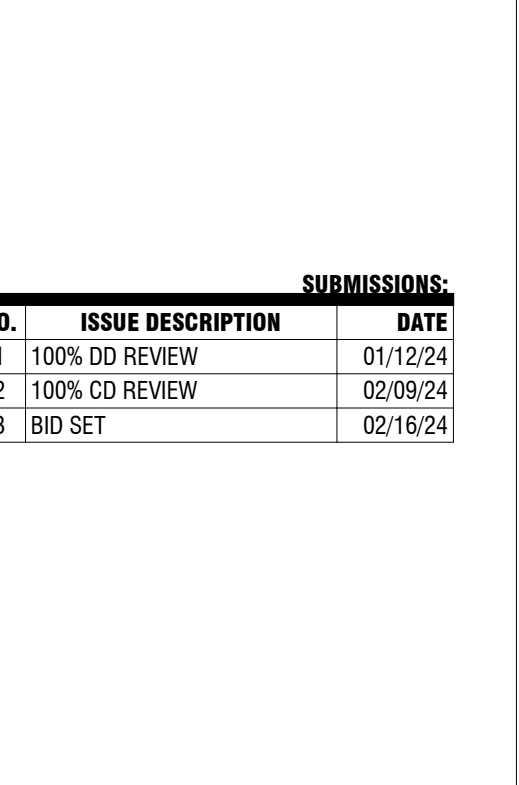 SUBMISSIONS:
O. ISSUE DESCRIPTION DATE
1 100% DD REVIEW 01/12/24
2 100% CD REVIEW 02/09/24
3 BID SET 02/16/24